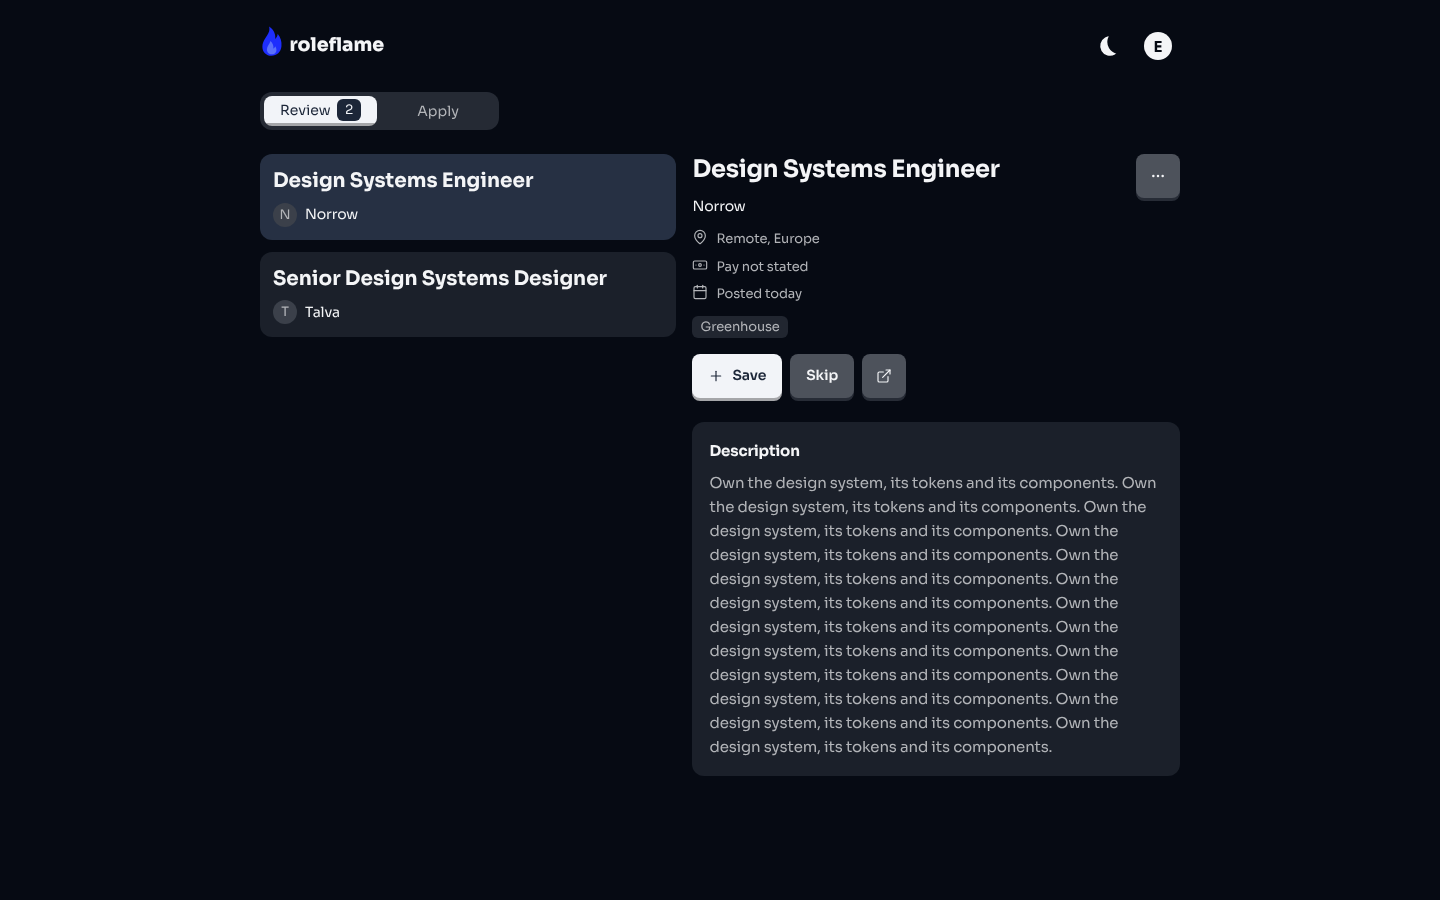 roleflame
E
Review 2
Apply
Design Systems Engineer
N Norrow
Senior Design Systems Designer
T Talva
Design Systems Engineer
Norrow
Remote, Europe
Pay not stated
Posted today
Greenhouse
Save
Skip
Description
Own the design system, its tokens and its components. Own
the design system, its tokens and its components. Own the
design system, its tokens and its components. Own the
design system, its tokens and its components. Own the
design system, its tokens and its components. Own the
design system, its tokens and its components. Own the
design system, its tokens and its components. Own the
design system, its tokens and its components. Own the
design system, its tokens and its components. Own the
design system, its tokens and its components. Own the
design system, its tokens and its components. Own the
design system, its tokens and its components.